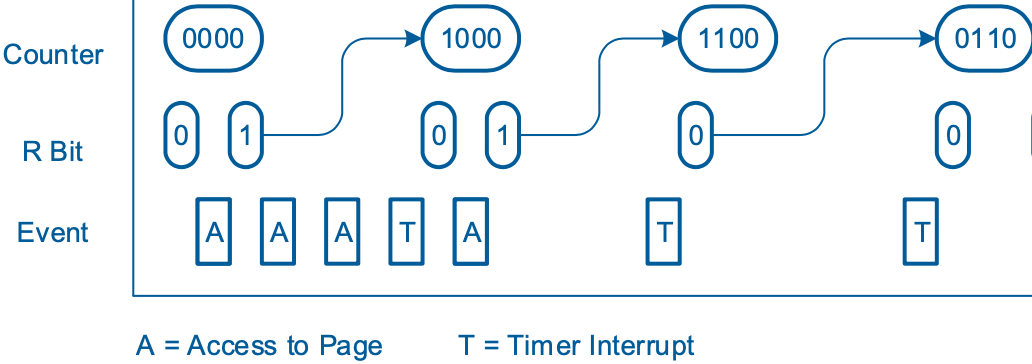 Counter 0000 1000 1100 0110
R Bit 0 1 0 1 0 0
Event A A A T A T T
A = Access to Page T = Timer Interrupt